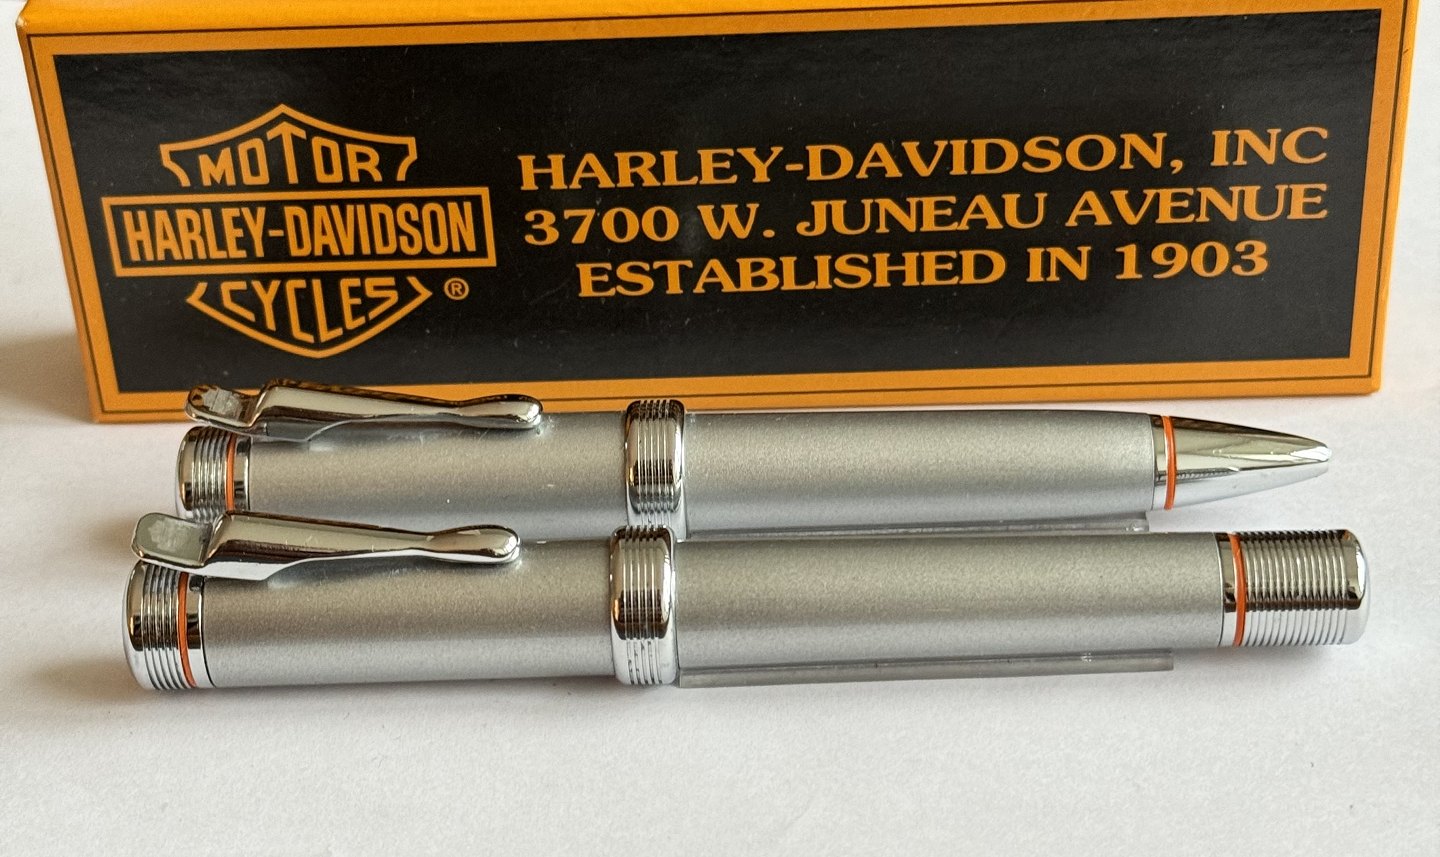 MOTOR
HARLEY-DAVIDSON
CYCLES ®
HARLEY-DAVIDSON, INC
3700 W. JUNEAU AVENUE
ESTABLISHED IN 1903